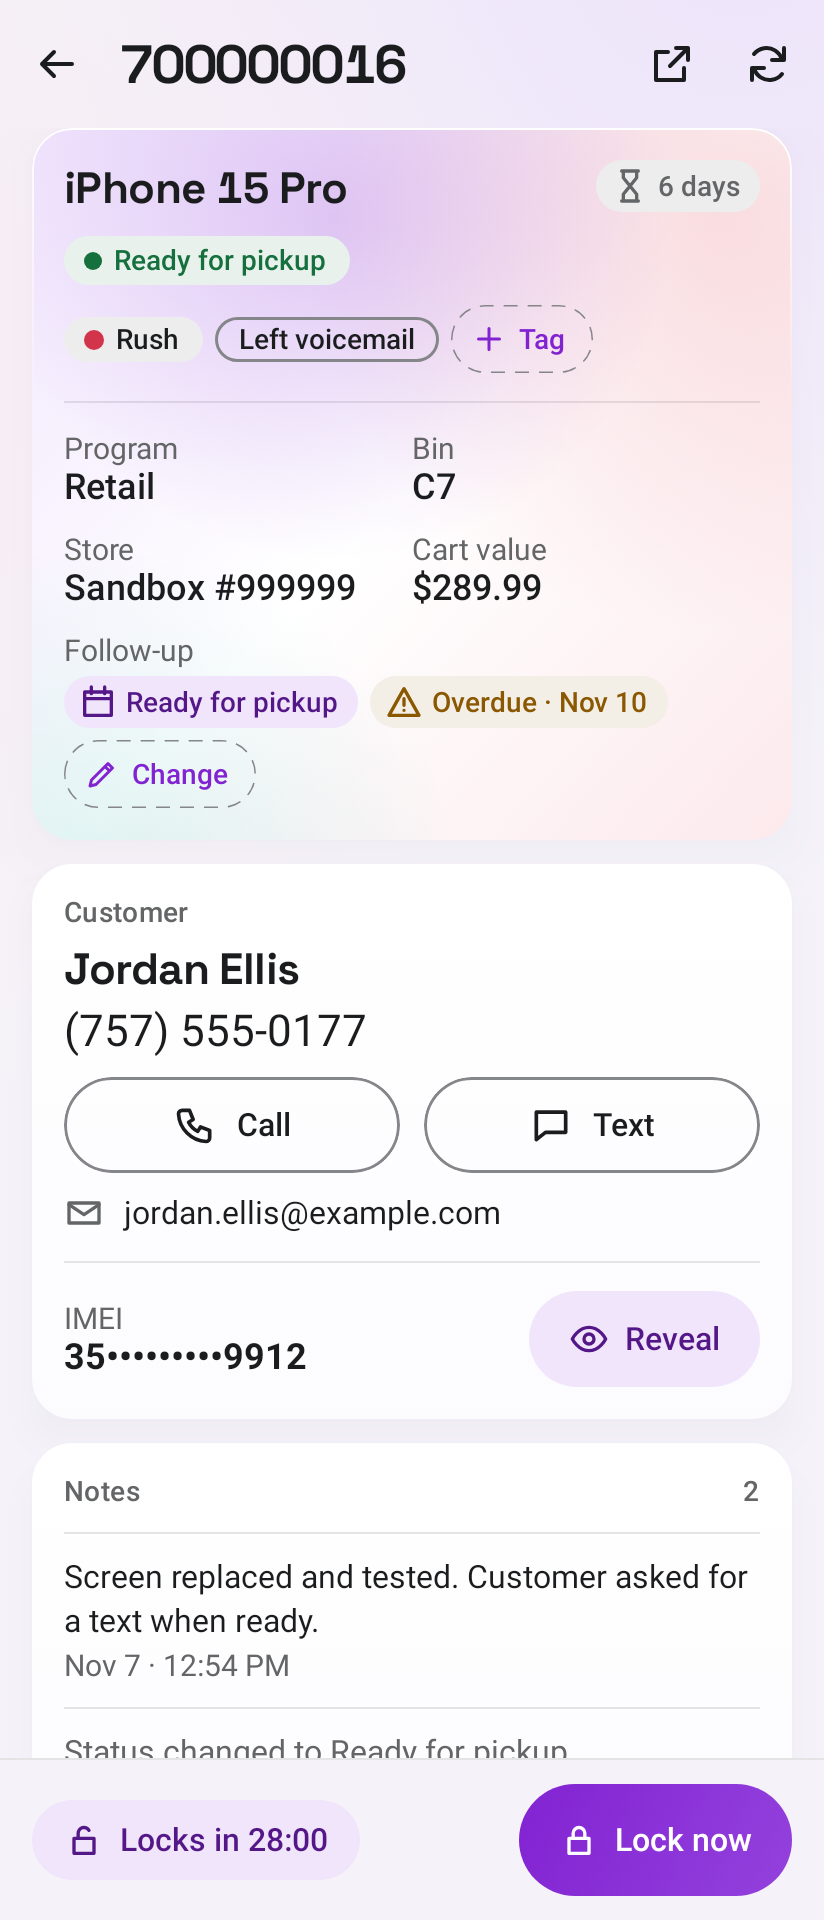 700000016
iPhone 15 Pro
6 days
Ready for pickup
Rush
Left voicemail
Tag
Program
Bin
Retail
C7
Store
Cart value
Sandbox #999999
$289.99
Follow-up
Ready for pickup
Overdue · Nov 10
Change
Customer
Jordan Ellis
(757) 555-0177
Call
Text
jordan.ellis@example.com
IMEI
35•••••••••9912
Reveal
Notes
2
Screen replaced and tested. Customer asked for
a text when ready.
Nov 7 · 12:54 PM
Status changed to Ready for pickup
Locks in 28:00
Lock now